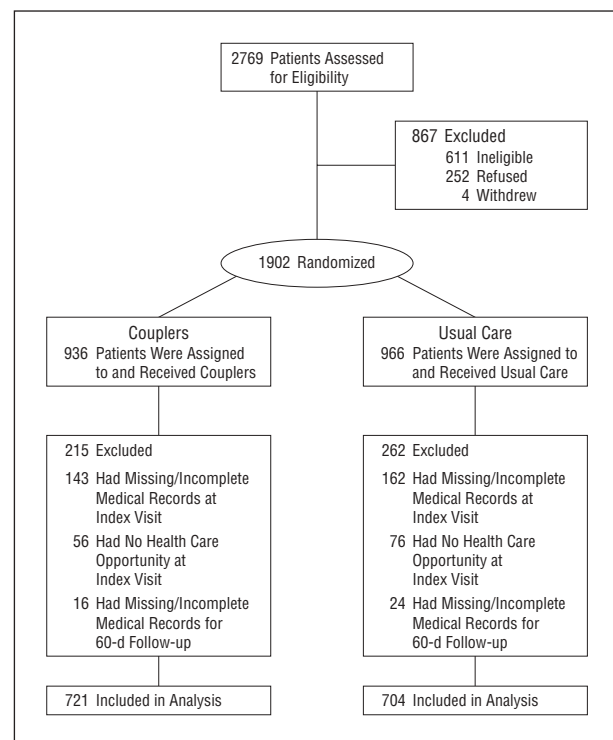 2769 Patients Assessed
for Eligibility
867 Excluded
611 Ineligible
252 Refused
4 Withdrew
1902 Randomized
Couplers
936 Patients Were Assigned
to and Received Couplers
Usual Care
966 Patients Were Assigned to
and Received Usual Care
215 Excluded
143 Had Missing/Incomplete
Medical Records at
Index Visit
56 Had No Health Care
Opportunity at
Index Visit
16 Had Missing/Incomplete
Medical Records for
60-d Follow-up
262 Excluded
162 Had Missing/Incomplete
Medical Records at
Index Visit
76 Had No Health Care
Opportunity at
Index Visit
24 Had Missing/Incomplete
Medical Records for
60-d Follow-up
721 Included in Analysis
704 Included in Analysis